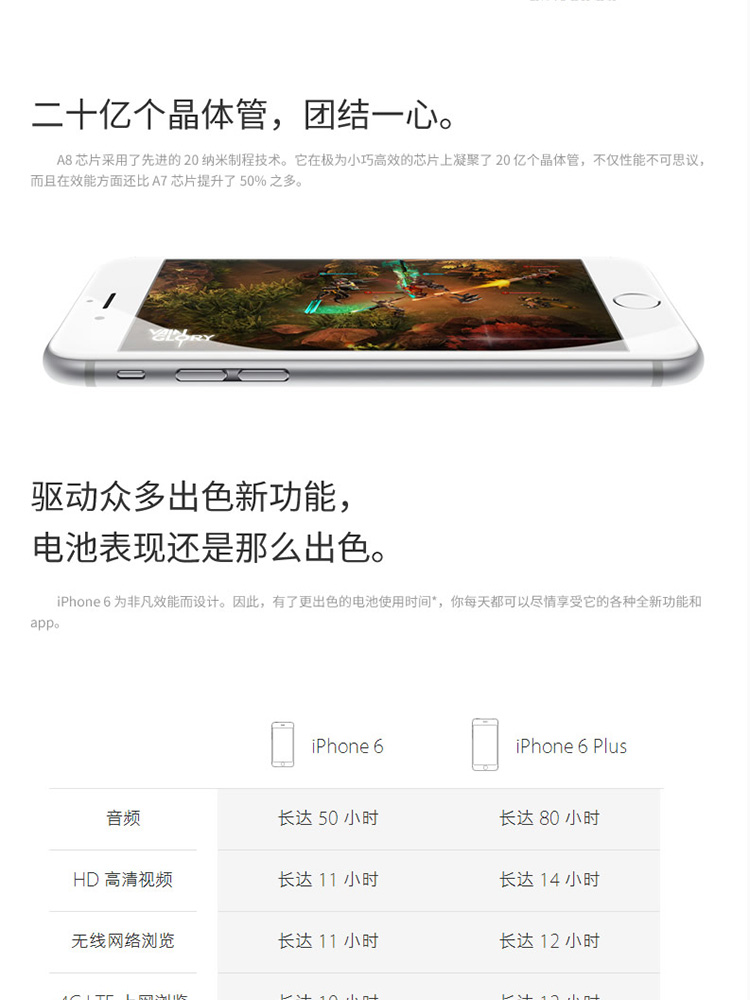 二十亿个晶体管，团结一心。
A8 芯片采用了先进的 20 纳米制程技术。它在极为小巧高效的芯片上凝聚了 20 亿个晶体管，不仅性能不可思议，
而且在效能方面还比 A7 芯片提升了 50% 之多。
VAIN
GLORY
驱动众多出色新功能，
电池表现还是那么出色。
iPhone 6 为非凡效能而设计。因此，有了更出色的电池使用时间*，你每天都可以尽情享受它的各种全新功能和
app。
iPhone 6 iPhone 6 Plus
音频 长达 50 小时 长达 80 小时
HD 高清视频 长达 11 小时 长达 14 小时
无线网络浏览 长达 11 小时 长达 12 小时